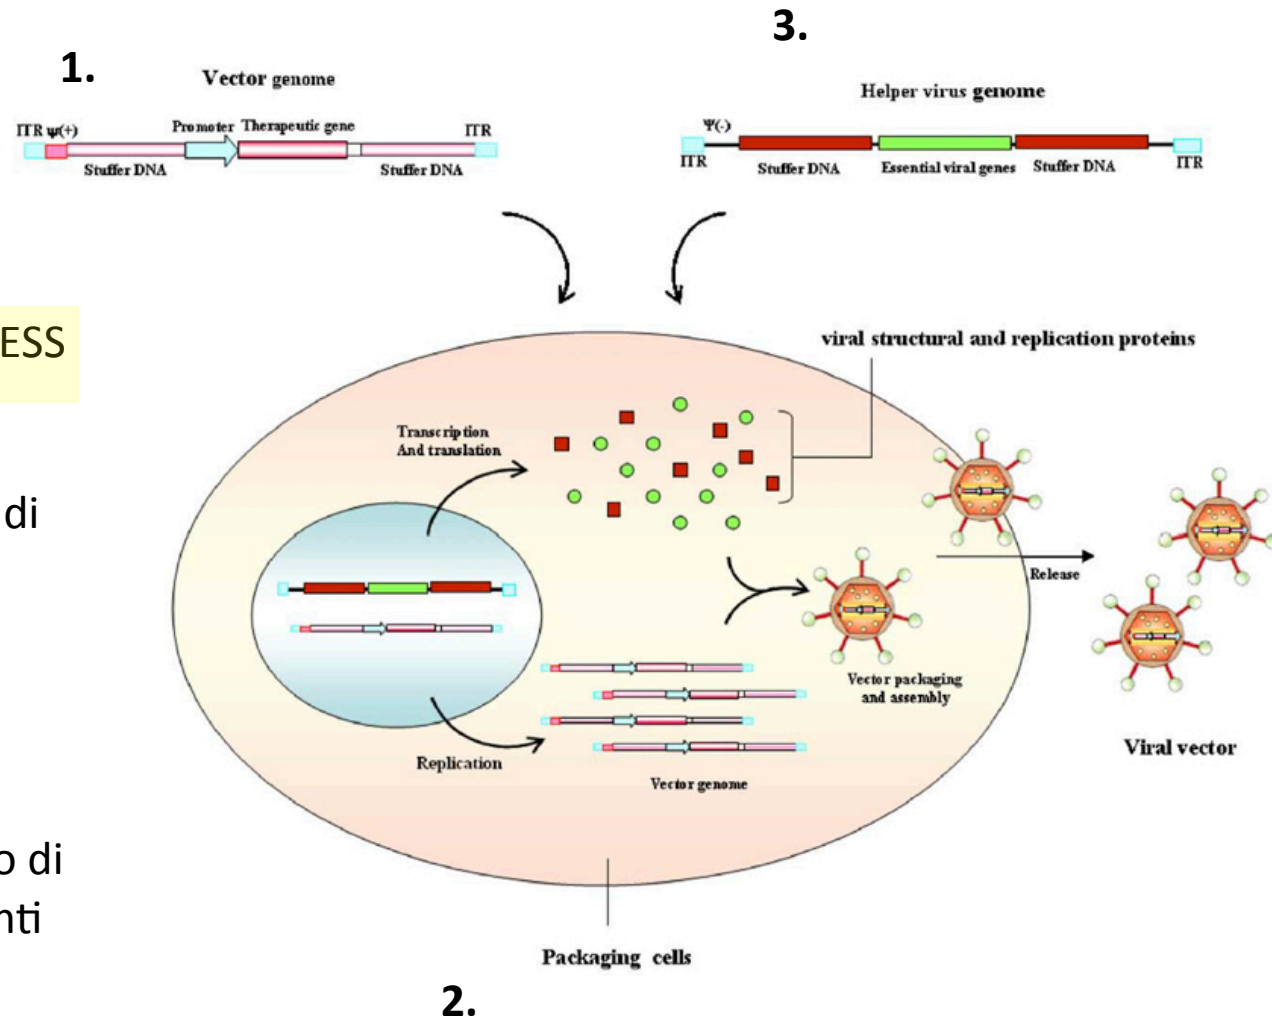 1.
Vector genome
ITR ψ(+)
Promoter Therapeutic gene
ITR
Stuffer DNA
Stuffer DNA
3.
Helper virus genome
Ψ(-)
ITR
Stuffer DNA
Essential viral genes
Stuffer DNA
ITR
ESS
di
o di
nti
viral structural and replication proteins
Transcription
And translation
Replication
Vector genome
Vector packaging
and assembly
Release
Viral vector
Packaging cells
2.